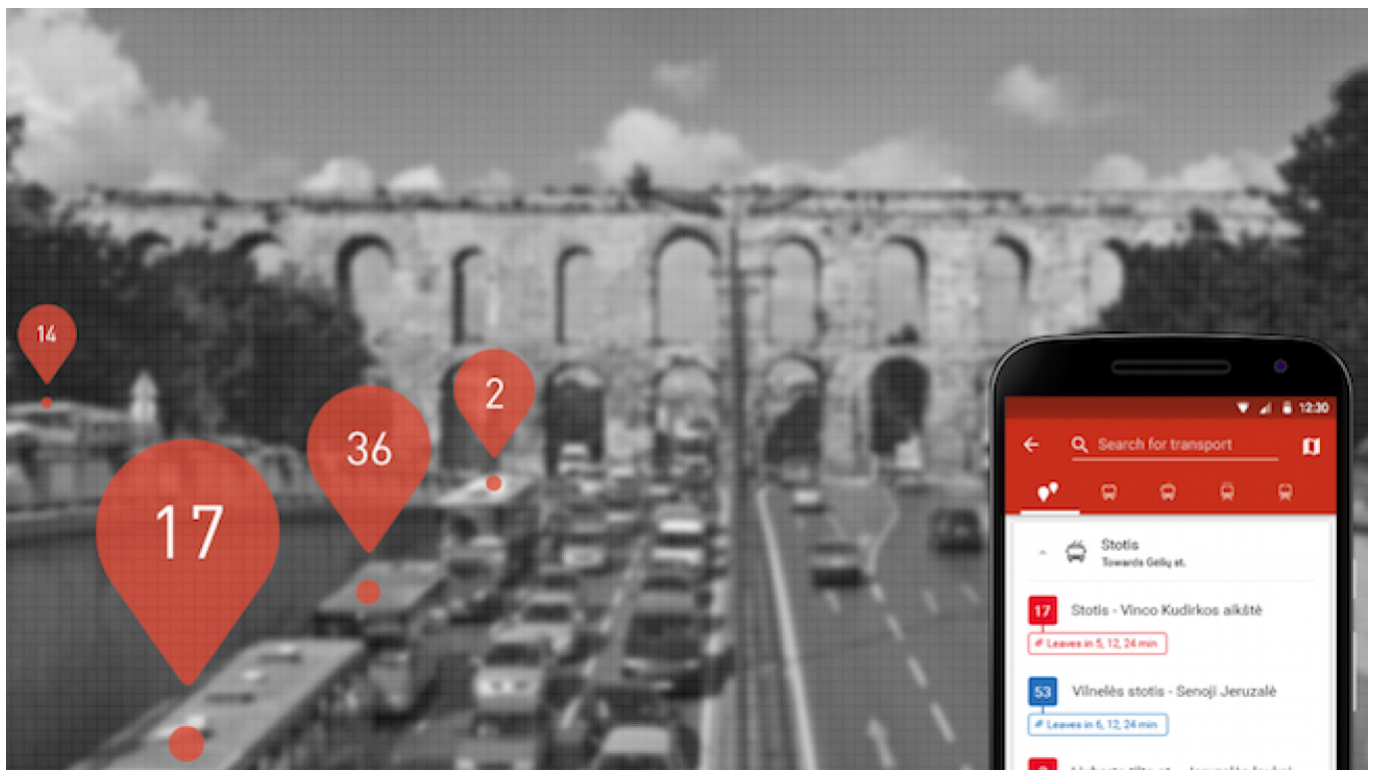 14
2
36
17
12:30
Search for transport
Stotis
Towards Gėlių st.
17 Stotis - Vinco Kudirkos aikštė
Leaves in 5, 12, 24 min
53 Vilnelės stotis - Senoji Jeruzalė
Leaves in 6, 12, 24 min